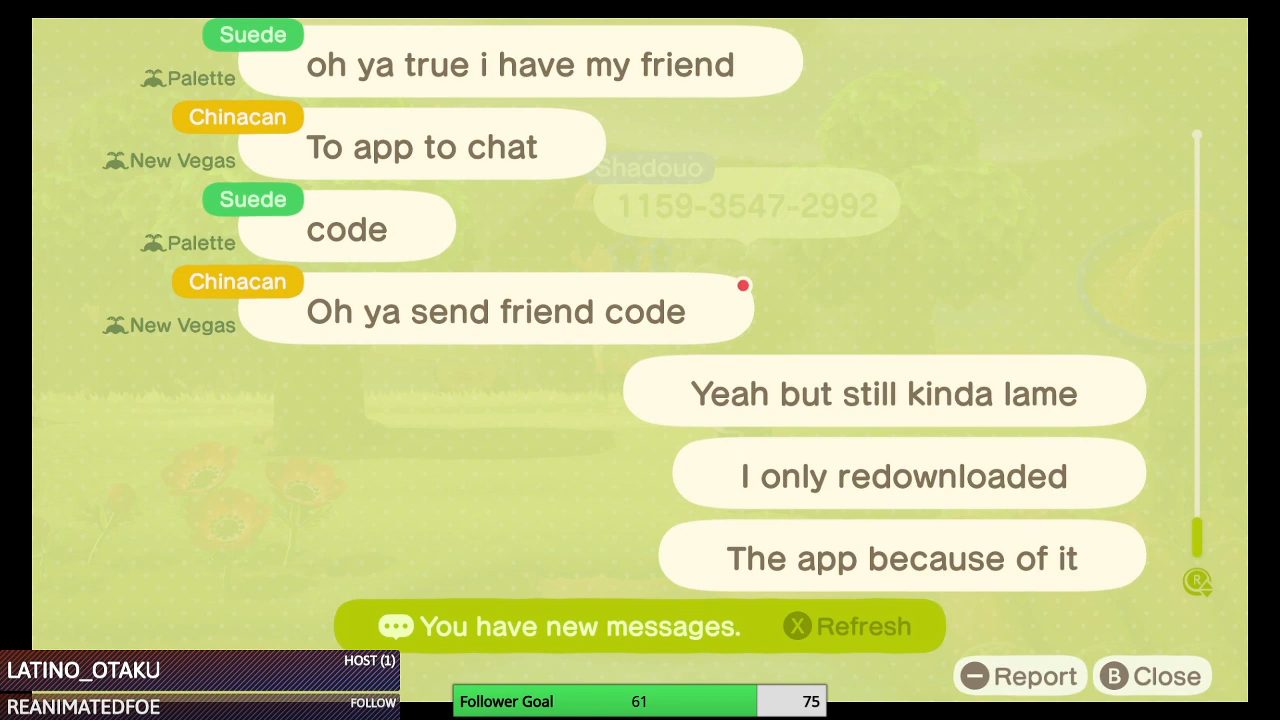 Suede
oh ya true i have my friend
Palette
Chinacan
To app to chat
New Vegas
Shadouo
1159-3547-2992
Suede
code
Palette
Chinacan
Oh ya send friend code
New Vegas
Yeah but still kinda lame
I only redownloaded
The app because of it
R
You have new messages. X Refresh
LATINO_OTAKU HOST (1)
REANIMATEDFOE FOLLOW
Follower Goal 61 75
Report B Close